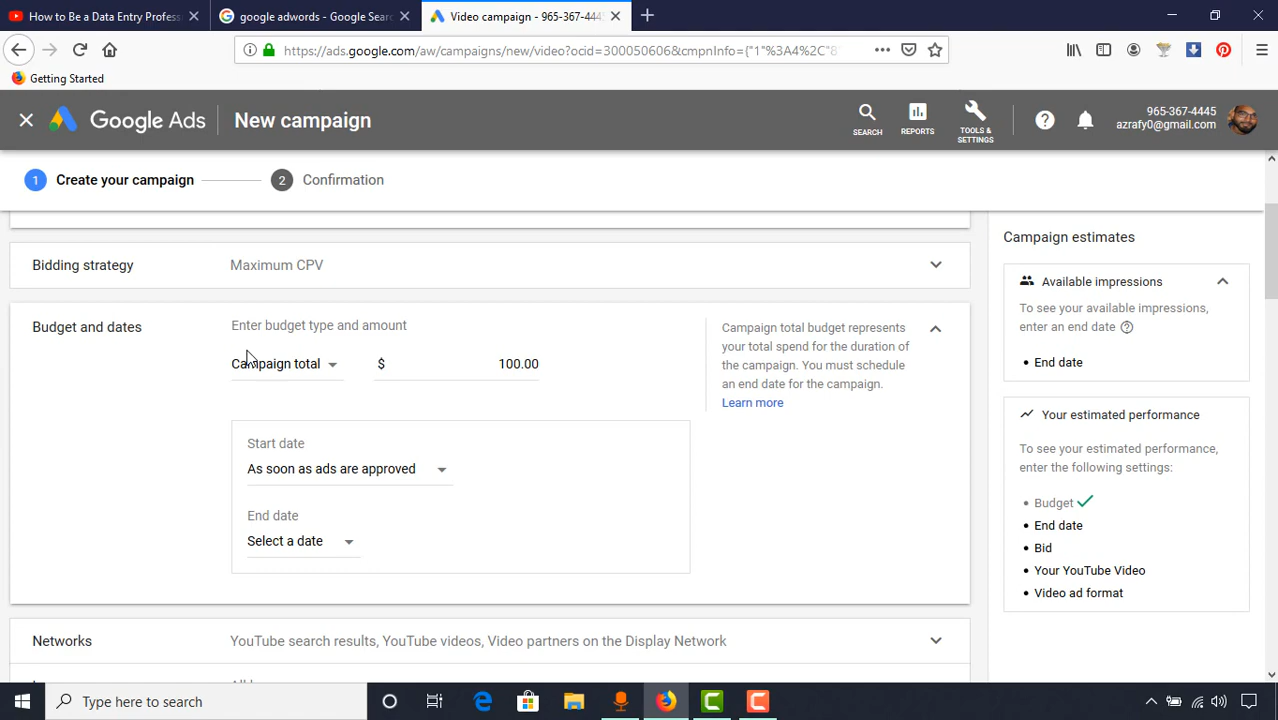 How to Be a Data Entry Profess
google adwords - Google Sear
Video campaign - 965-367-4445
https://ads.google.com/aw/campaigns/new/video?ocid=300050606&cmpnInfo={"1"%3A4%2C"8"
Getting Started
Google Ads
New campaign
SEARCH
REPORTS
TOOLS &
SETTINGS
965-367-4445
azrafy0@gmail.com
1 Create your campaign
2 Confirmation
Bidding strategy
Maximum CPV
Budget and dates
Enter budget type and amount
Campaign total
$ 100.00
Campaign total budget represents
your total spend for the duration of
the campaign. You must schedule
an end date for the campaign.
Learn more
Start date
As soon as ads are approved
End date
Select a date
Networks
YouTube search results, YouTube videos, Video partners on the Display Network
Campaign estimates
Available impressions
To see your available impressions,
enter an end date
• End date
Your estimated performance
To see your estimated performance,
enter the following settings:
• Budget
• End date
• Bid
• Your YouTube Video
• Video ad format
Type here to search